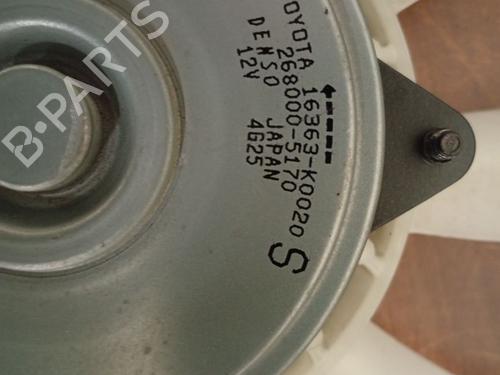 TOYOTA 16363-K0020
268000-5170
DENSO JAPAN
12V 4G25
S
B-PARTS